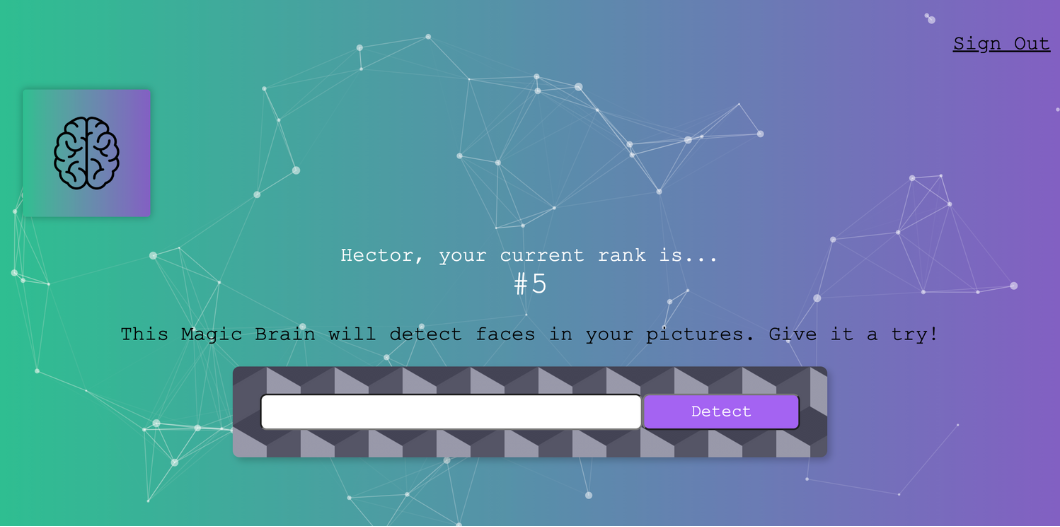 Sign Out
Hector, your current rank is...
#5
This Magic Brain will detect faces in your pictures. Give it a try!
Detect